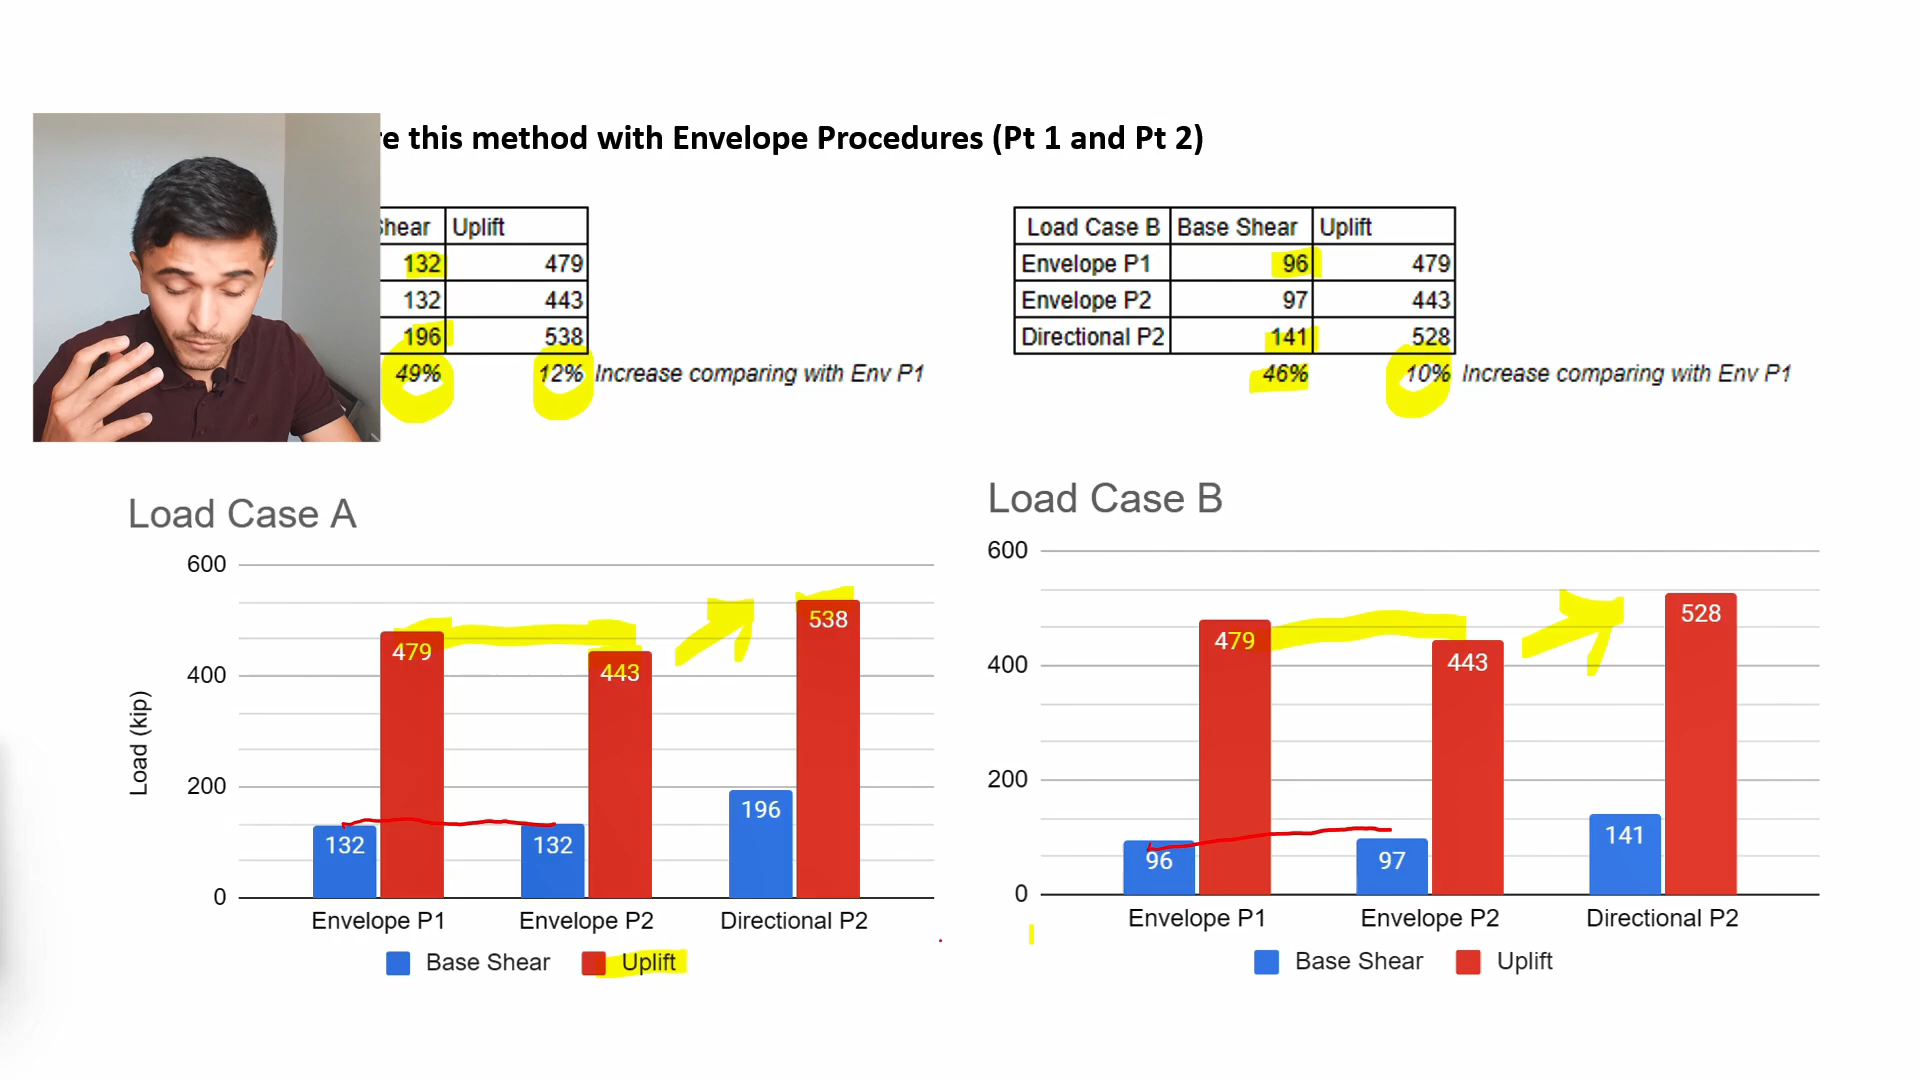 this method with Envelope Procedures (Pt 1 and Pt 2)
Uplift
132 479
132 443
196 538
49% 12% Increase comparing with Env P1
Load Case B Base Shear Uplift
Envelope P1 96 479
Envelope P2 97 443
Directional P2 141 528
46% 10% Increase comparing with Env P1
Load Case A
Load (kip)
600
400
200
0
479
443
538
132
132
196
Envelope P1 Envelope P2 Directional P2
Base Shear Uplift
Load Case B
600
400
200
0
479
443
528
96
97
141
Envelope P1 Envelope P2 Directional P2
Base Shear Uplift